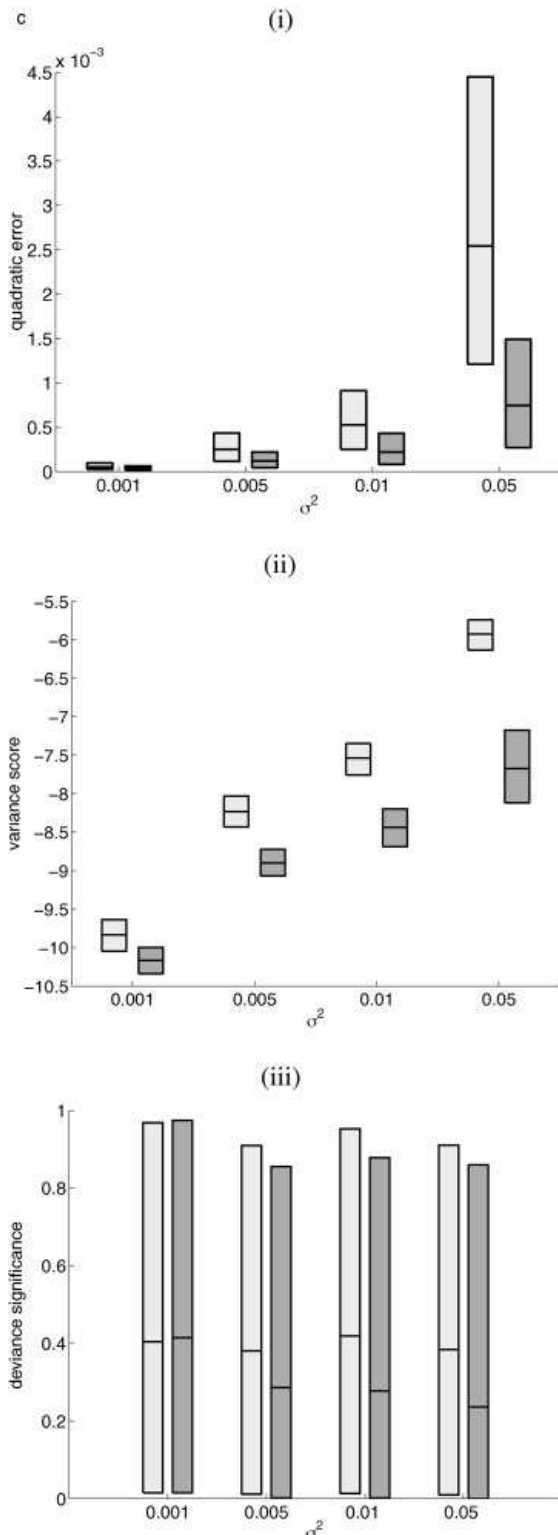 c
(i)
x 10⁻³
4.5
4
3.5
3
2.5
2
1.5
1
0.5
0
quadratic error
0.001 0.005 0.01 0.05
σ²
(ii)
−5.5
−6
−6.5
−7
−7.5
−8
−8.5
−9
−9.5
−10
−10.5
variance score
0.001 0.005 0.01 0.05
σ²
(iii)
1
0.8
0.6
0.4
0.2
0
deviance significance
0.001 0.005 0.01 0.05
σ²